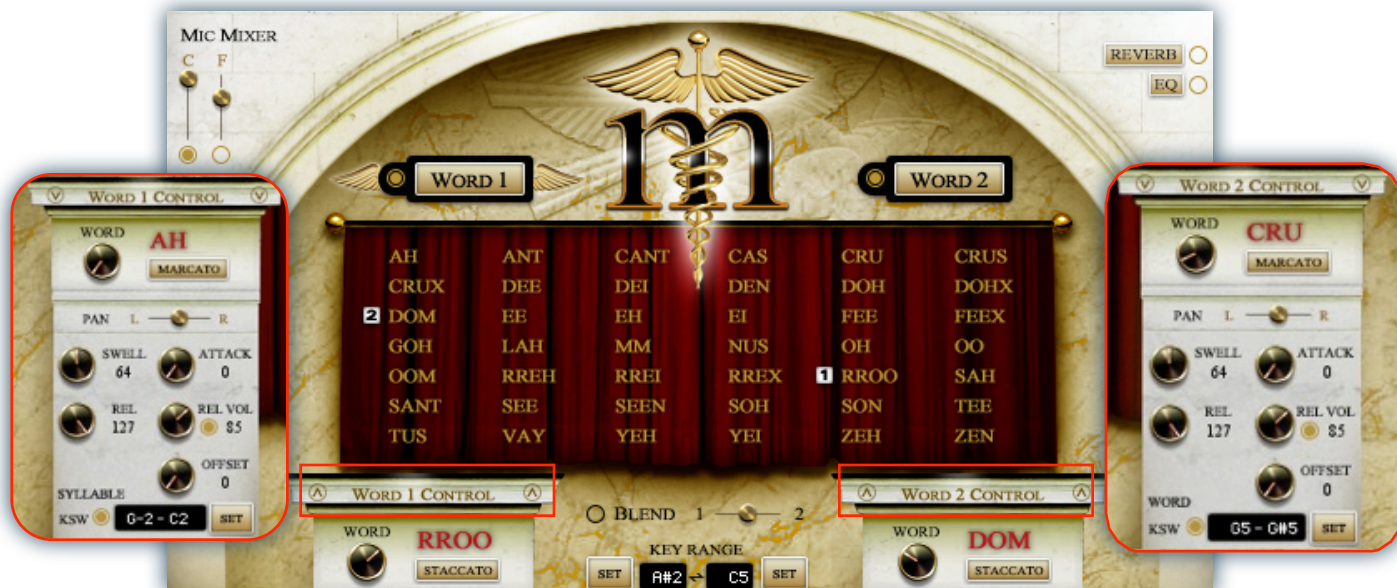 MIC MIXER
C F
REVERB
EQ
m
WORD 1
WORD 2
WORD 1 CONTROL
WORD AH
MARCATO
PAN L R
SWELL 64 ATTACK 0
REL 127 REL VOL 85
OFFSET 0
SYLLABLE
KSW G-2 - C2 SET
AH ANT CANT CAS CRU CRUS
CRUX DEE DEI DEN DOH DOHX
2 DOM EE EH EI FEE FEEX
GOH LAH MM NUS OH OO
OOM RREH RREI RREX 1 RROO SAH
SANT SEE SEEN SOH SON TEE
TUS VAY YEH YEI ZEH ZEN
WORD 2 CONTROL
WORD CRU
MARCATO
PAN L R
SWELL 64 ATTACK 0
REL 127 REL VOL 85
OFFSET 0
WORD
KSW G5 - G#5 SET
WORD 1 CONTROL
WORD RROO
STACCATO
BLEND 1 2
KEY RANGE
SET A#2 C5 SET
WORD 2 CONTROL
WORD DOM
STACCATO